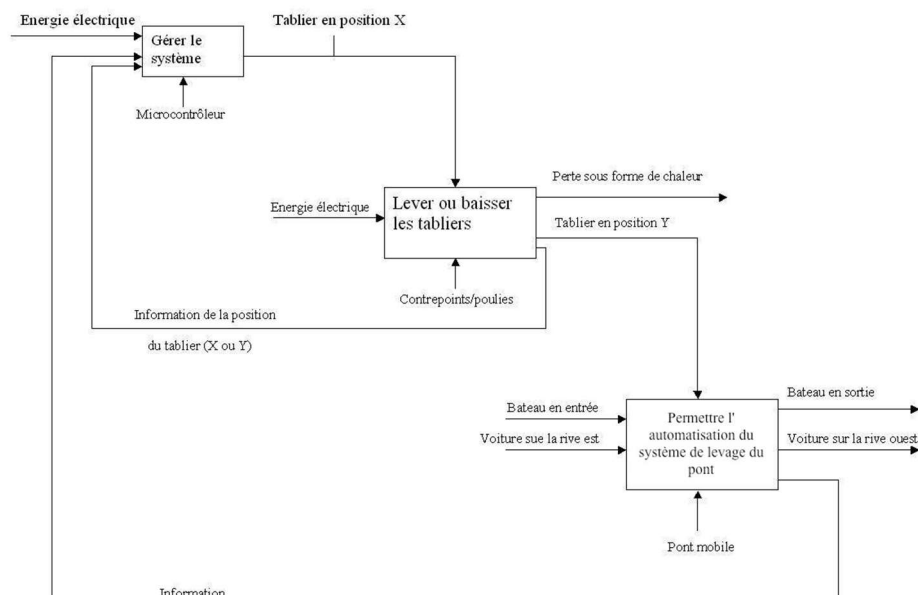 Energie électrique
Tablier en position X
Gérer le
système
Microcontrôleur
Perte sous forme de chaleur
Lever ou baisser
les tabliers
Energie électrique
Tablier en position Y
Contrepoints/poulies
Information de la position
du tablier (X ou Y)
Bateau en sortie
Bateau en entrée
Permettre l'
automatisation du
système de levage du
pont
Voiture sue la rive est
Voiture sur la rive ouest
Pont mobile
Information